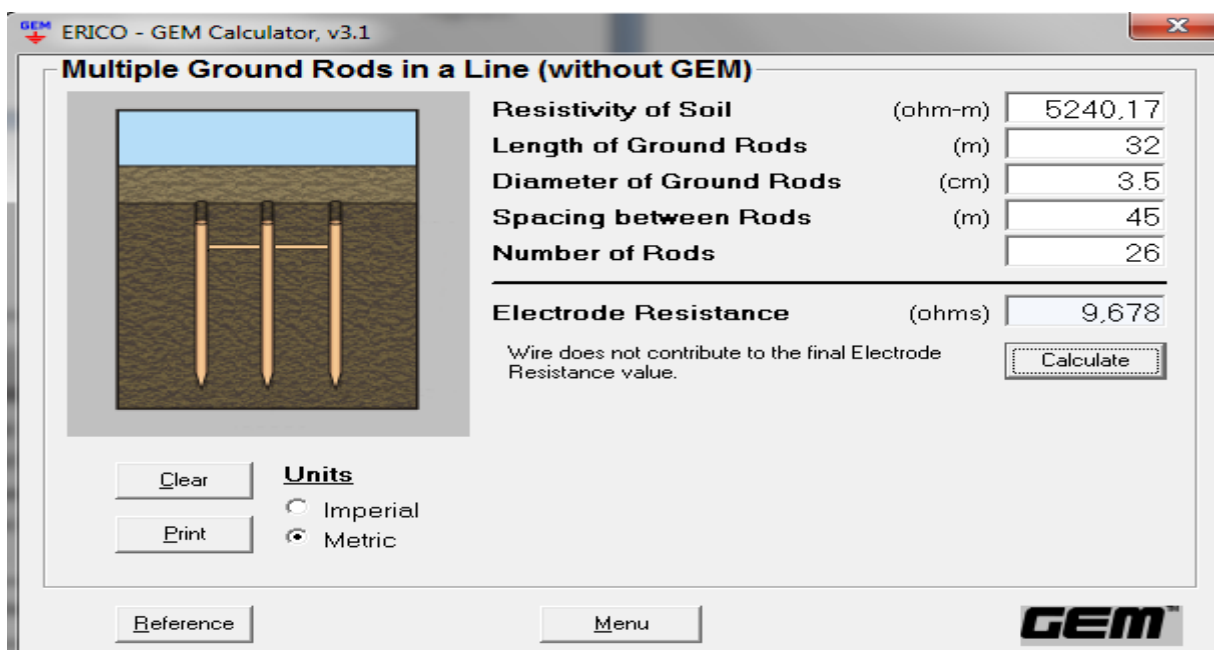 GEM ERICO - GEM Calculator, v3.1
Multiple Ground Rods in a Line (without GEM)
Resistivity of Soil (ohm-m) 5240,17
Length of Ground Rods (m) 32
Diameter of Ground Rods (cm) 3.5
Spacing between Rods (m) 45
Number of Rods 26
Electrode Resistance (ohms) 9,678
Wire does not contribute to the final Electrode
Resistance value.
Calculate
Clear
Print
Units
Imperial
Metric
Reference
Menu
GEM™